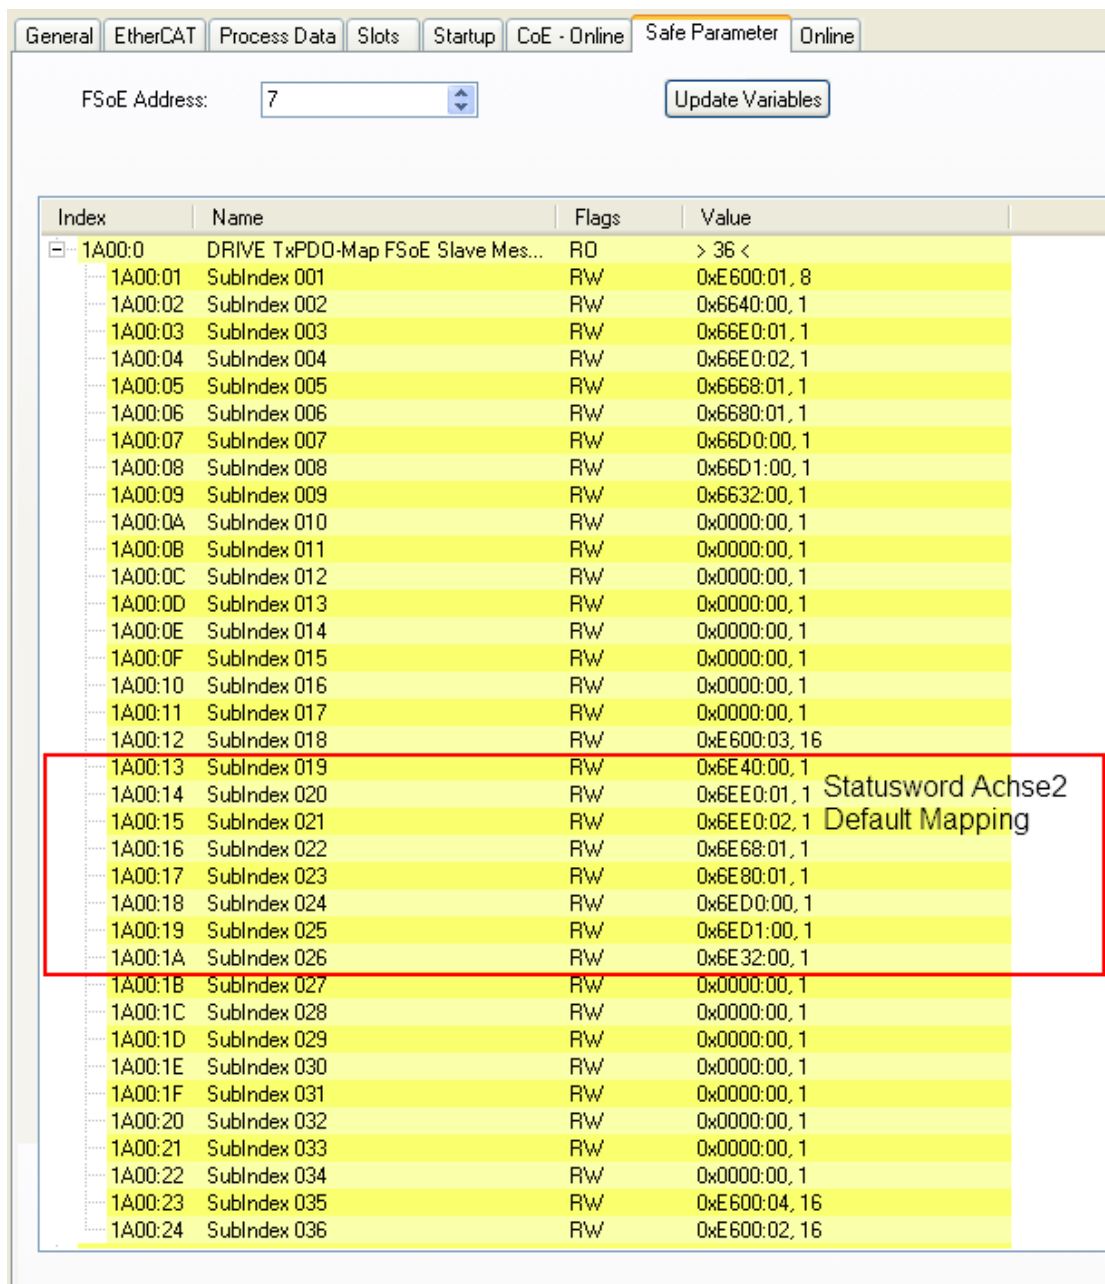 General EtherCAT Process Data Slots Startup CoE - Online Safe Parameter Online
FSoE Address: 7 Update Variables
Index Name Flags Value
1A00:0 DRIVE TxPDO-Map FSoE Slave Mes... RO > 36 <
1A00:01 SubIndex 001 RW 0xE600:01, 8
1A00:02 SubIndex 002 RW 0x6640:00, 1
1A00:03 SubIndex 003 RW 0x66E0:01, 1
1A00:04 SubIndex 004 RW 0x66E0:02, 1
1A00:05 SubIndex 005 RW 0x6668:01, 1
1A00:06 SubIndex 006 RW 0x6680:01, 1
1A00:07 SubIndex 007 RW 0x66D0:00, 1
1A00:08 SubIndex 008 RW 0x66D1:00, 1
1A00:09 SubIndex 009 RW 0x6632:00, 1
1A00:0A SubIndex 010 RW 0x0000:00, 1
1A00:0B SubIndex 011 RW 0x0000:00, 1
1A00:0C SubIndex 012 RW 0x0000:00, 1
1A00:0D SubIndex 013 RW 0x0000:00, 1
1A00:0E SubIndex 014 RW 0x0000:00, 1
1A00:0F SubIndex 015 RW 0x0000:00, 1
1A00:10 SubIndex 016 RW 0x0000:00, 1
1A00:11 SubIndex 017 RW 0x0000:00, 1
1A00:12 SubIndex 018 RW 0xE600:03, 16
1A00:13 SubIndex 019 RW 0x6E40:00, 1
1A00:14 SubIndex 020 RW 0x6EE0:01, 1 Statusword Achse2
1A00:15 SubIndex 021 RW 0x6EE0:02, 1 Default Mapping
1A00:16 SubIndex 022 RW 0x6E68:01, 1
1A00:17 SubIndex 023 RW 0x6E80:01, 1
1A00:18 SubIndex 024 RW 0x6ED0:00, 1
1A00:19 SubIndex 025 RW 0x6ED1:00, 1
1A00:1A SubIndex 026 RW 0x6E32:00, 1
1A00:1B SubIndex 027 RW 0x0000:00, 1
1A00:1C SubIndex 028 RW 0x0000:00, 1
1A00:1D SubIndex 029 RW 0x0000:00, 1
1A00:1E SubIndex 030 RW 0x0000:00, 1
1A00:1F SubIndex 031 RW 0x0000:00, 1
1A00:20 SubIndex 032 RW 0x0000:00, 1
1A00:21 SubIndex 033 RW 0x0000:00, 1
1A00:22 SubIndex 034 RW 0x0000:00, 1
1A00:23 SubIndex 035 RW 0xE600:04, 16
1A00:24 SubIndex 036 RW 0xE600:02, 16